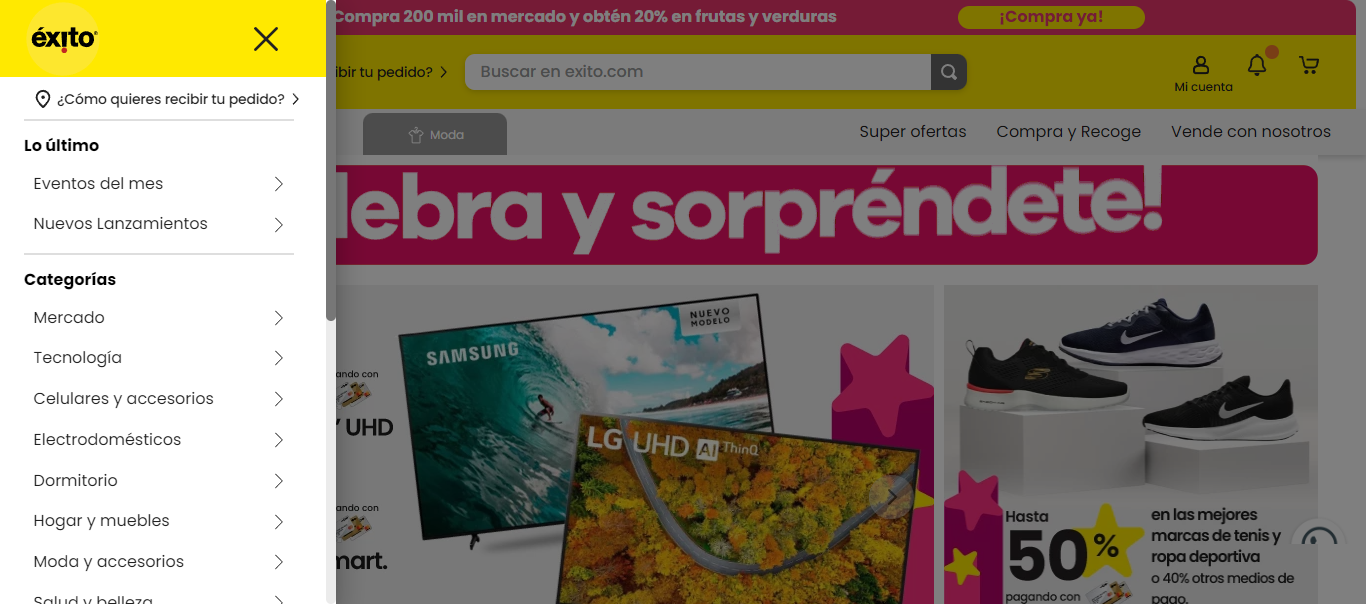 éxito
¿Cómo quieres recibir tu pedido?
Lo último
Eventos del mes
Nuevos Lanzamientos
Categorías
Mercado
Tecnología
Celulares y accesorios
Electrodomésticos
Dormitorio
Hogar y muebles
Moda y accesorios
Salud y belleza
Compra 200 mil en mercado y obtén 20% en frutas y verduras
¡Compra ya!
ibir tu pedido?
Buscar en exito.com
Mi cuenta
Moda
Super ofertas
Compra y Recoge
Vende con nosotros
lebra y sorpréndete!
NUEVO
MODELO
SAMSUNG
ando con
UHD
LG UHD AI ThinQ
ando con
mart.
Hasta
50%
pagando con
en las mejores
marcas de tenis y
ropa deportiva
o 40% otros medios de
pago.